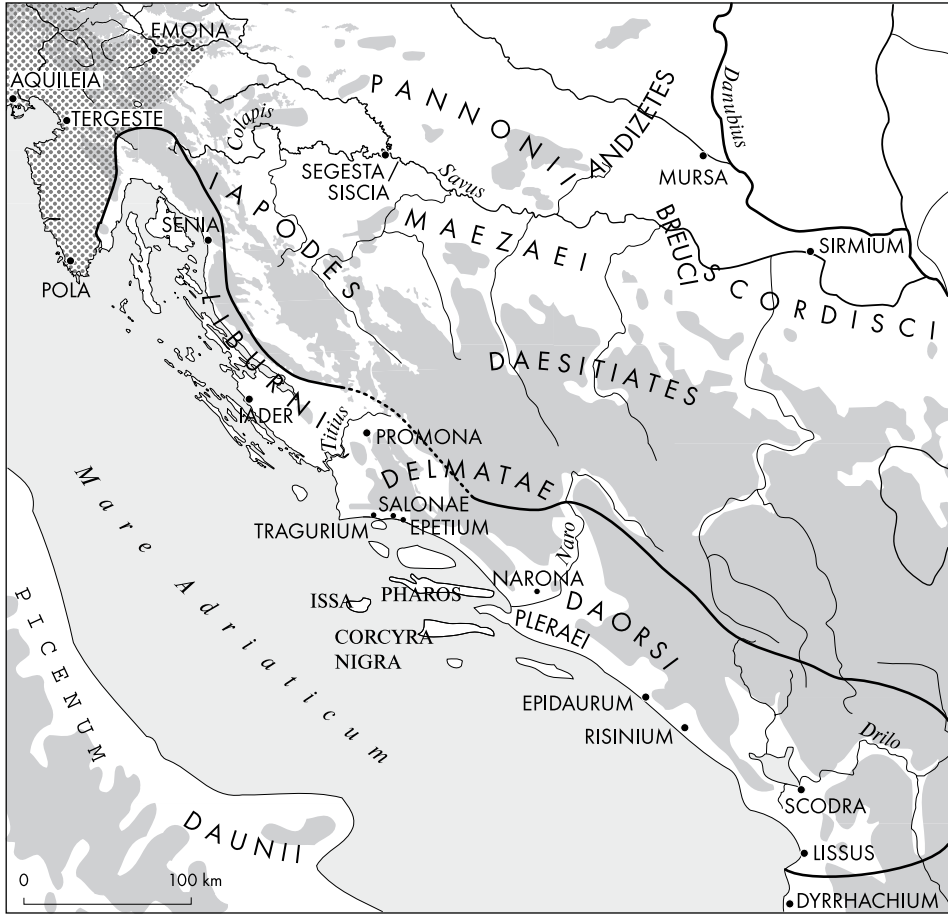 EMONA
AQUILEIA
TERGESTE
Colapis
PANNONII
ANDIZETES
Danubius
SEGESTA/
SISCIA
Savus
MURSA
IAPODES
SENIA
MAEZAEI
BREUCI
SIRMIUM
POLA
SCORDISCI
LIBURNI
DAESITIATES
IADER
Titius
PROMONA
DELMATAE
SALONAE
TRAGURIUM
EPETIUM
Naro
Mare Adriaticum
NARONA
ISSA
PHAROS
DAORSI
PLERAEI
CORCYRA
NIGRA
PICENUM
EPIDAURUM
RISINIUM
Drilo
SCODRA
DAUNII
LISSUS
0 100 km
DYRRHACHIUM